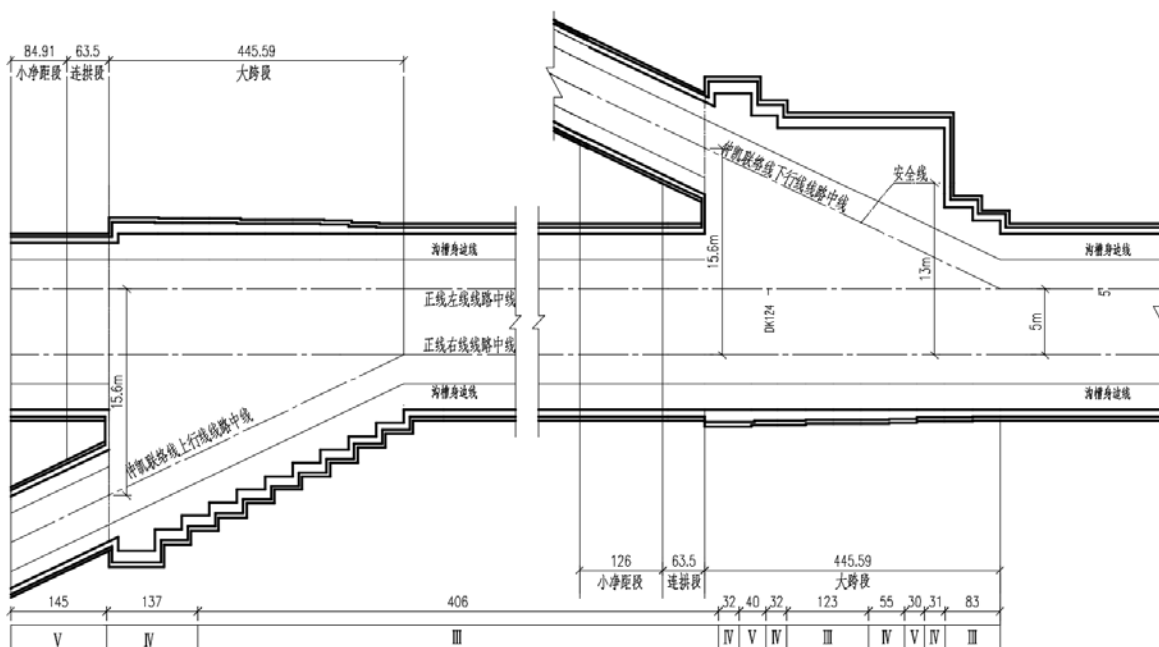 84.91 63.5 445.59
小净距段 连拱段 大跨段
仲凯联络线下行线线路中线
安全线
沟槽身边线
沟槽身边线
15.6m
13m
正线左线线路中线
DK124
5
5m
正线右线线路中线
15.6m
沟槽身边线
沟槽身边线
仲凯联络线上行线线路中线
126 63.5 445.59
小净距段 连拱段 大跨段
145 137 406 32 40 32 123 55 30 31 83
Ⅴ Ⅳ Ⅲ Ⅳ Ⅴ Ⅳ Ⅲ Ⅳ Ⅴ Ⅳ Ⅲ